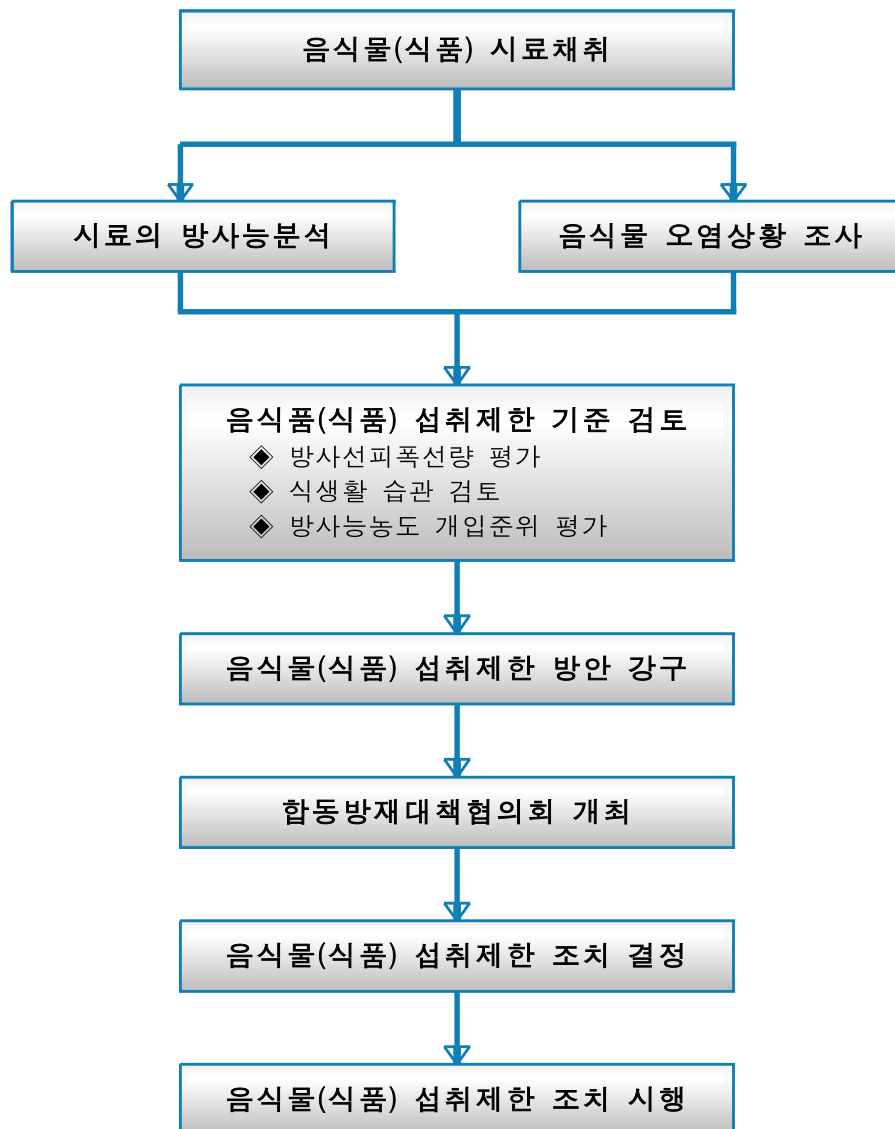 음식물(식품) 시료채취
시료의 방사능분석
음식물 오염상황 조사
음식품(식품) 섭취제한 기준 검토
◈ 방사선피폭선량 평가
◈ 식생활 습관 검토
◈ 방사능농도 개입준위 평가
음식물(식품) 섭취제한 방안 강구
합동방재대책협의회 개최
음식물(식품) 섭취제한 조치 결정
음식물(식품) 섭취제한 조치 시행